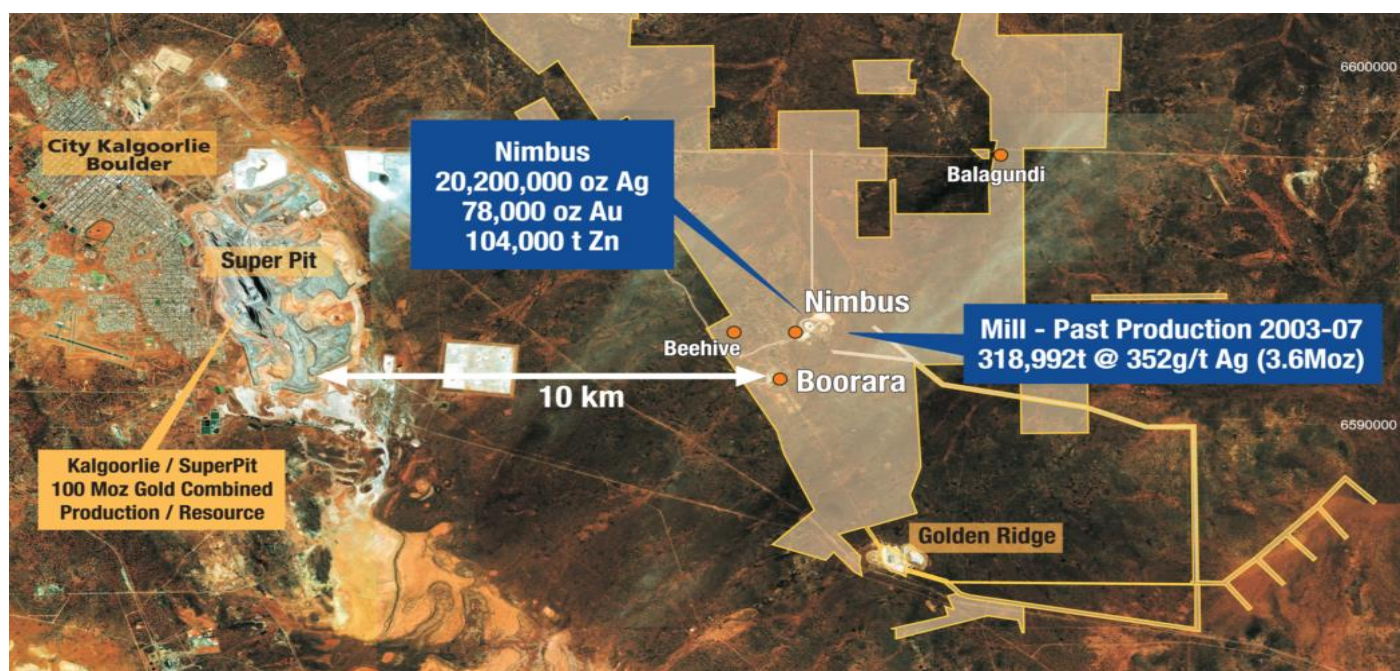 6600000
City Kalgoorlie
Boulder
Nimbus
20,200,000 oz Ag
78,000 oz Au
104,000 t Zn
Balagundi
Super Pit
Nimbus
Beehive
Mill - Past Production 2003-07
318,992t @ 352g/t Ag (3.6Moz)
Boorara
10 km
6590000
Kalgoorlie / SuperPit
100 Moz Gold Combined
Production / Resource
Golden Ridge